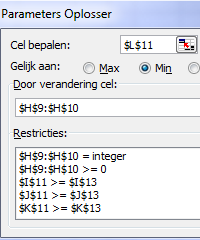 Parameters Oplosser
Cel bepalen: $L$11
Gelijk aan: Max Min
Door verandering cel:
$H$9:$H$10
Restricties:
$H$9:$H$10 = integer
$H$9:$H$10 >= 0
$I$11 >= $I$13
$J$11 >= $J$13
$K$11 >= $K$13